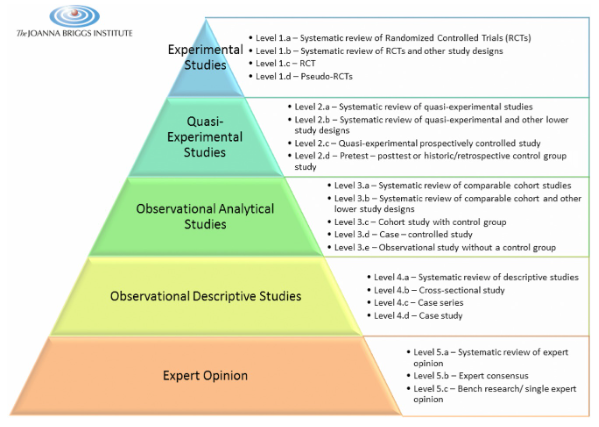 The JOANNA BRIGGS INSTITUTE
Experimental
Studies
• Level 1.a – Systematic review of Randomized Controlled Trials (RCTs)
• Level 1.b – Systematic review of RCTs and other study designs
• Level 1.c – RCT
• Level 1.d – Pseudo-RCTs
Quasi-
Experimental
Studies
• Level 2.a – Systematic review of quasi-experimental studies
• Level 2.b – Systematic review of quasi-experimental and other lower
study designs
• Level 2.c – Quasi-experimental prospectively controlled study
• Level 2.d – Pretest – posttest or historic/retrospective control group
study
Observational Analytical
Studies
• Level 3.a – Systematic review of comparable cohort studies
• Level 3.b – Systematic review of comparable cohort and other
lower study designs
• Level 3.c – Cohort study with control group
• Level 3.d – Case – controlled study
• Level 3.e – Observational study without a control group
Observational Descriptive Studies
• Level 4.a – Systematic review of descriptive studies
• Level 4.b – Cross-sectional study
• Level 4.c – Case series
• Level 4.d – Case study
Expert Opinion
• Level 5.a – Systematic review of expert
opinion
• Level 5.b – Expert consensus
• Level 5.c – Bench research/ single expert
opinion